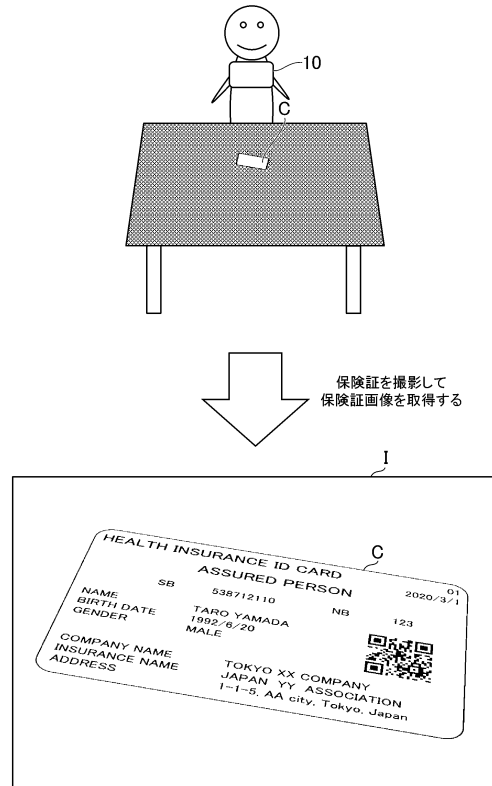 10
C
保険証を撮影して
保険証画像を取得する
I
C
HEALTH INSURANCE ID CARD 01
ASSURED PERSON 2020/3/1
SB 538712110 NB 123
NAME TARO YAMADA
BIRTH DATE 1992/6/20
GENDER MALE
COMPANY NAME TOKYO XX COMPANY
INSURANCE NAME JAPAN YY ASSOCIATION
ADDRESS 1-1-5, AA city, Tokyo, Japan